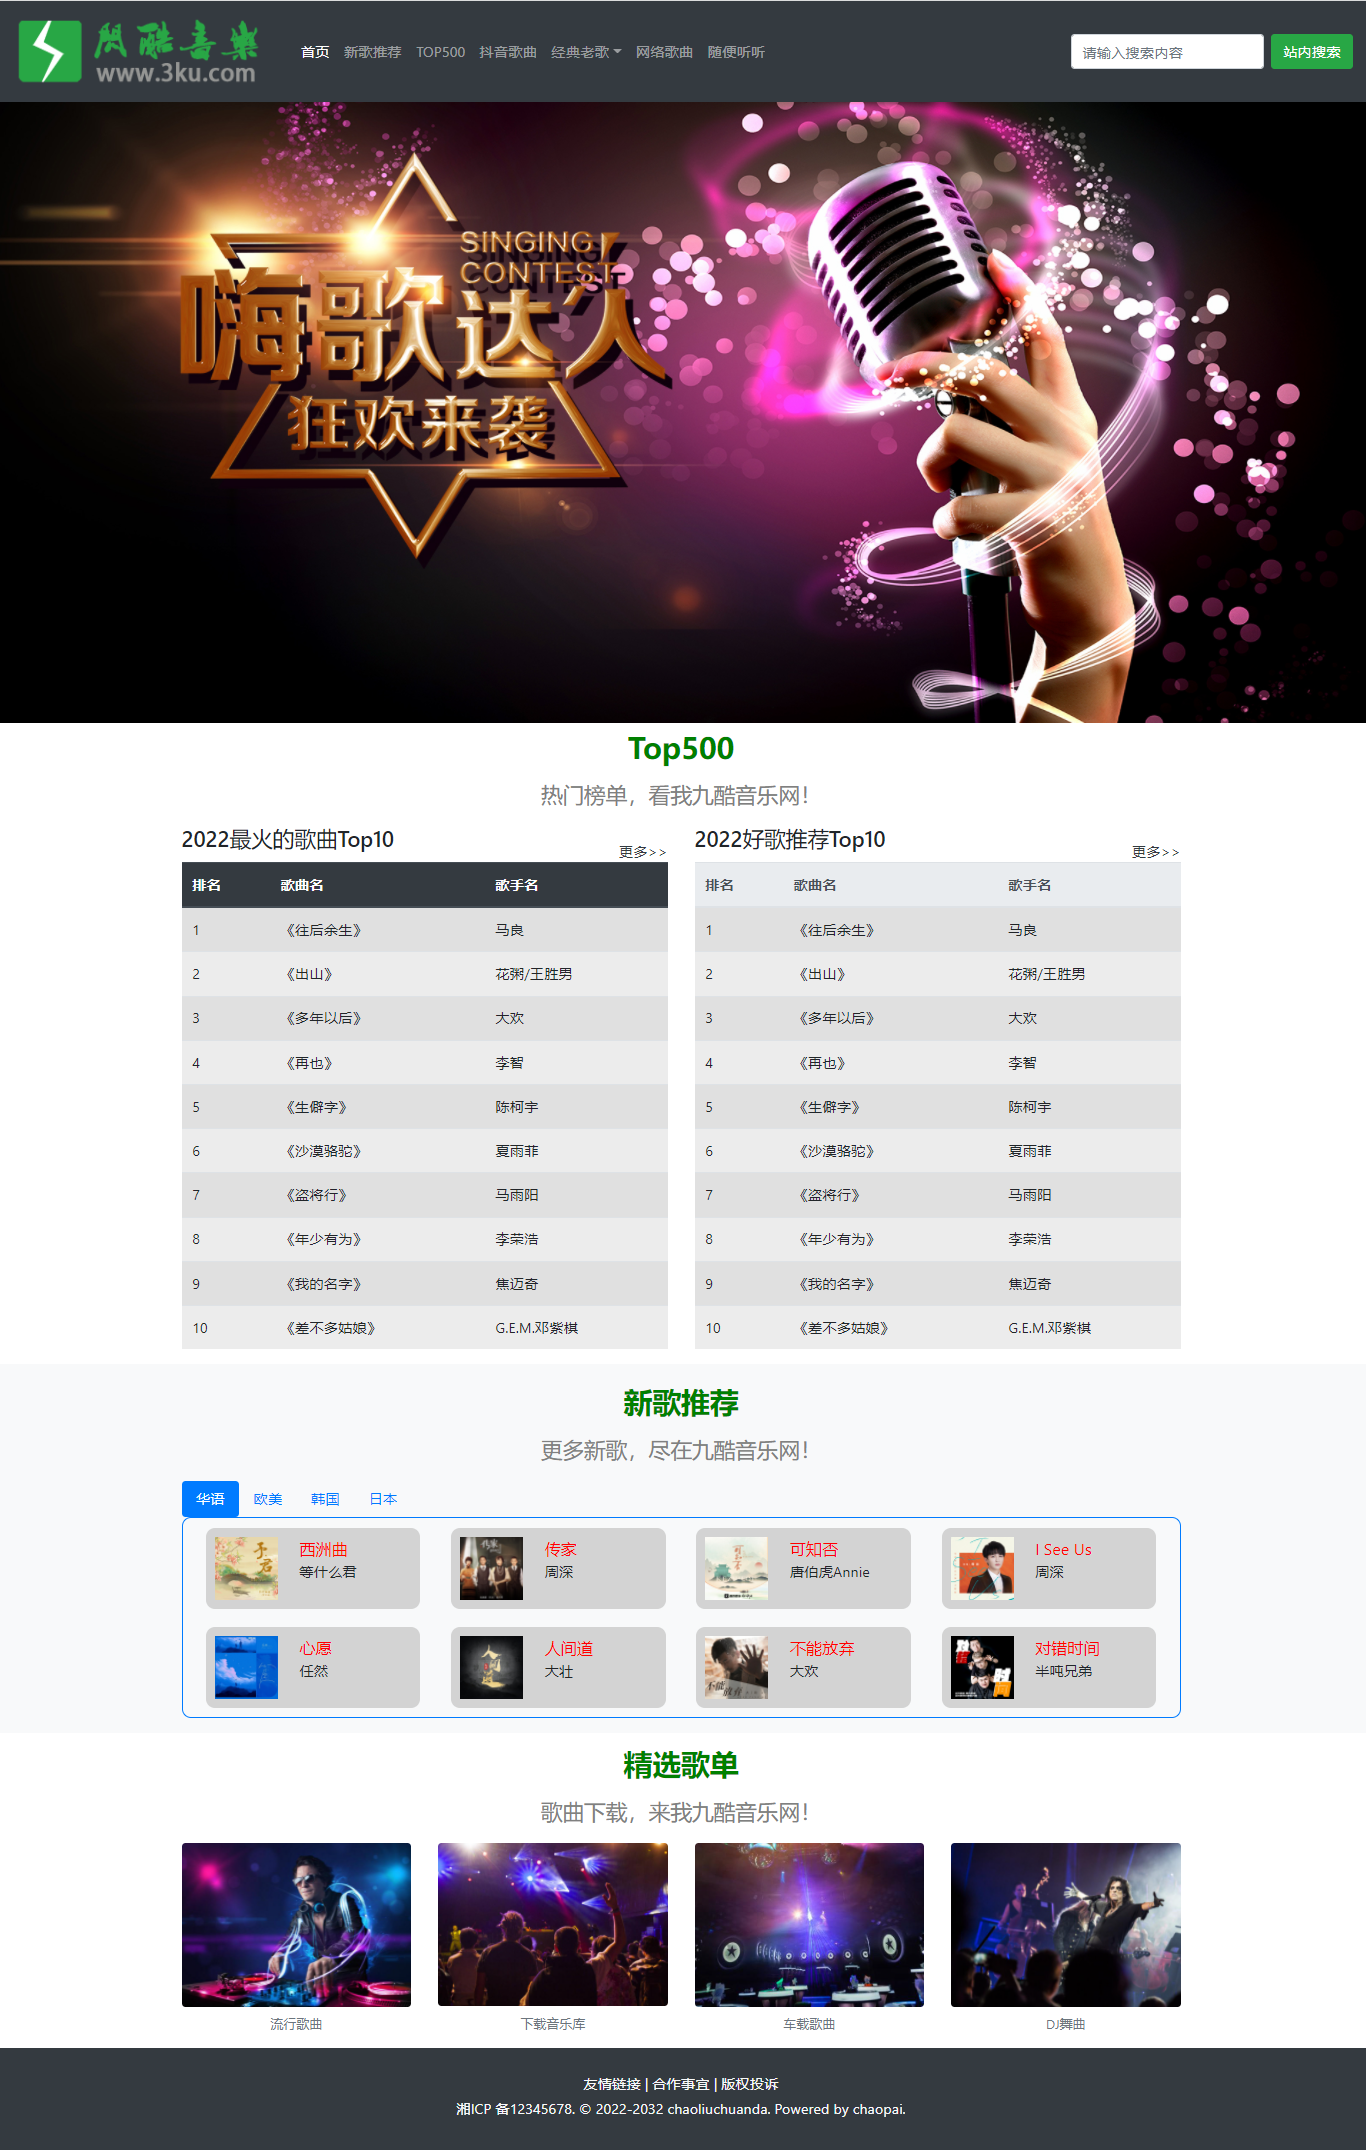 閃酷音樂
www.3ku.com
首页 新歌推荐 TOP500 抖音歌曲 经典老歌 网络歌曲 随便听听
请输入搜索内容 站内搜索
SINGING
CONTEST
嗨歌达人
狂欢来袭
Top500
热门榜单，看我九酷音乐网！
2022最火的歌曲Top10 更多>>
排名 歌曲名 歌手名
1 《往后余生》 马良
2 《出山》 花粥/王胜男
3 《多年以后》 大欢
4 《再也》 李智
5 《生僻字》 陈柯宇
6 《沙漠骆驼》 夏雨菲
7 《盗将行》 马雨阳
8 《年少有为》 李荣浩
9 《我的名字》 焦迈奇
10 《差不多姑娘》 G.E.M.邓紫棋
2022好歌推荐Top10 更多>>
排名 歌曲名 歌手名
1 《往后余生》 马良
2 《出山》 花粥/王胜男
3 《多年以后》 大欢
4 《再也》 李智
5 《生僻字》 陈柯宇
6 《沙漠骆驼》 夏雨菲
7 《盗将行》 马雨阳
8 《年少有为》 李荣浩
9 《我的名字》 焦迈奇
10 《差不多姑娘》 G.E.M.邓紫棋
新歌推荐
更多新歌，尽在九酷音乐网！
华语 欧美 韩国 日本
西洲曲
等什么君
传家
周深
可知否
唐伯虎Annie
I See Us
周深
心愿
任然
人间道
大壮
不能放弃
大欢
对错时间
半吨兄弟
精选歌单
歌曲下载，来我九酷音乐网！
流行歌曲 下载音乐库 车载歌曲 DJ舞曲
友情链接 | 合作事宜 | 版权投诉
湘ICP 备12345678. © 2022-2032 chaoliuchuanda. Powered by chaopai.